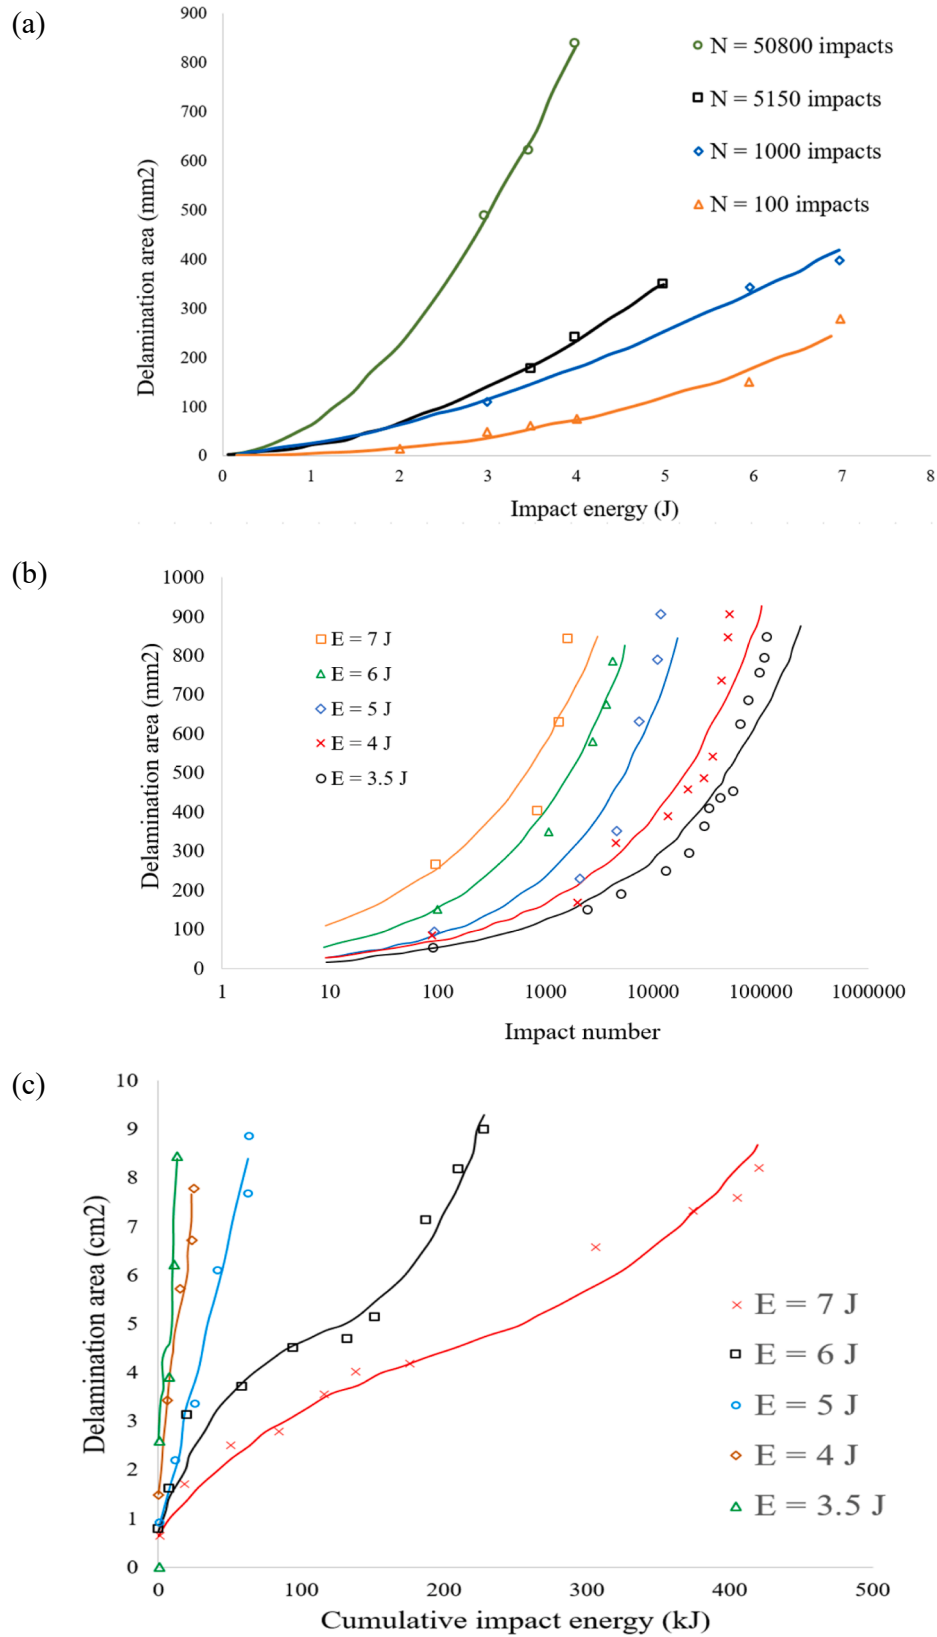 (a)
900
800
700
600
500
400
300
200
100
0
Delamination area (mm2)
0 1 2 3 4 5 6 7 8
Impact energy (J)
N = 50800 impacts
N = 5150 impacts
N = 1000 impacts
N = 100 impacts
(b)
1000
900
800
700
600
500
400
300
200
100
0
Delamination area (mm2)
E = 7 J
E = 6 J
E = 5 J
E = 4 J
E = 3.5 J
1 10 100 1000 10000 100000 1000000
Impact number
(c)
10
9
8
7
6
5
4
3
2
1
0
Delamination area (cm2)
E = 7 J
E = 6 J
E = 5 J
E = 4 J
E = 3.5 J
0 100 200 300 400 500
Cumulative impact energy (kJ)